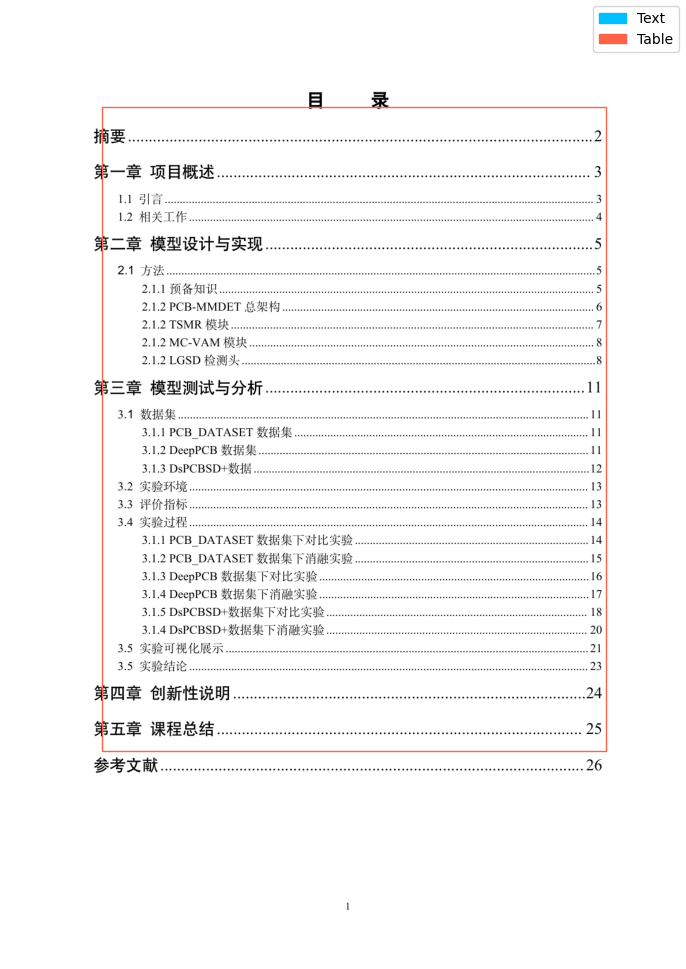 Text
Table
目 录
摘要........2
第一章 项目概述........3
1.1 引言........3
1.2 相关工作........4
第二章 模型设计与实现........5
2.1 方法........5
2.1.1 预备知识........5
2.1.2 PCB-MMDET 总架构........6
2.1.2 TSMR 模块........7
2.1.2 MC-VAM 模块........8
2.1.2 LGSD 检测头........8
第三章 模型测试与分析........11
3.1 数据集........11
3.1.1 PCB_DATASET 数据集........11
3.1.2 DeepPCB 数据集........11
3.1.3 DsPCBSD+数据........12
3.2 实验环境........13
3.3 评价指标........13
3.4 实验过程........14
3.1.1 PCB_DATASET 数据集下对比实验........14
3.1.2 PCB_DATASET 数据集下消融实验........15
3.1.3 DeepPCB 数据集下对比实验........16
3.1.4 DeepPCB 数据集下消融实验........17
3.1.5 DsPCBSD+数据集下对比实验........18
3.1.4 DsPCBSD+数据集下消融实验........20
3.5 实验可视化展示........21
3.5 实验结论........23
第四章 创新性说明........24
第五章 课程总结........25
参考文献........26
1